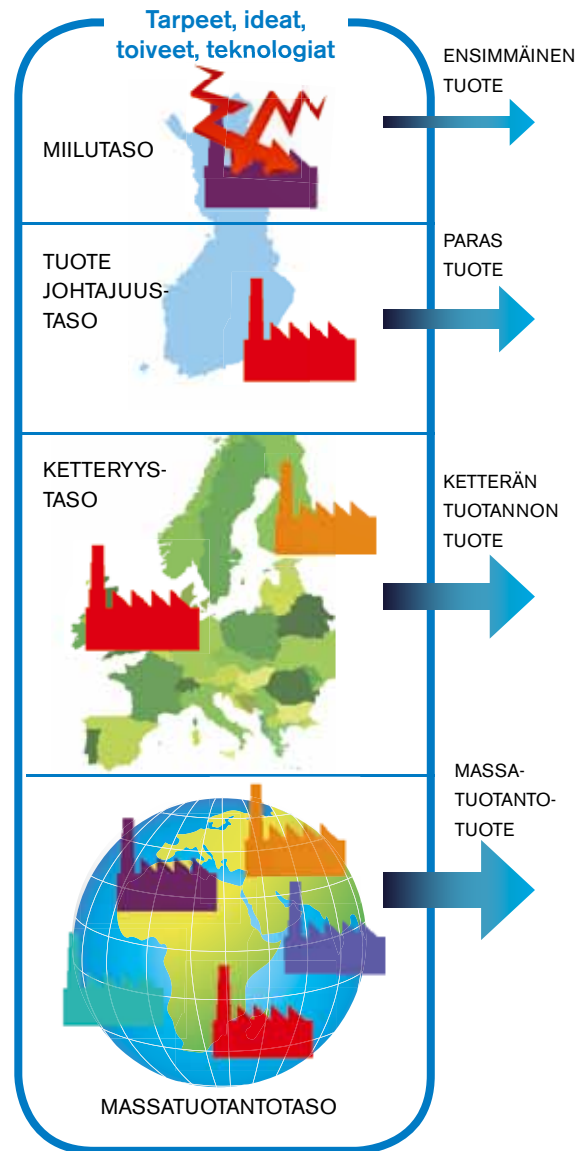 Tarpeet, ideat,
toiveet, teknologiat
ENSIMMÄINEN
TUOTE
MIILUTASO
PARAS
TUOTE
TUOTE
JOHTAJUUS-
TASO
KETTERYYS-
TASO
KETTERÄN
TUOTANNON
TUOTE
MASSA-
TUOTANTO-
TUOTE
MASSATUOTANTOTASO